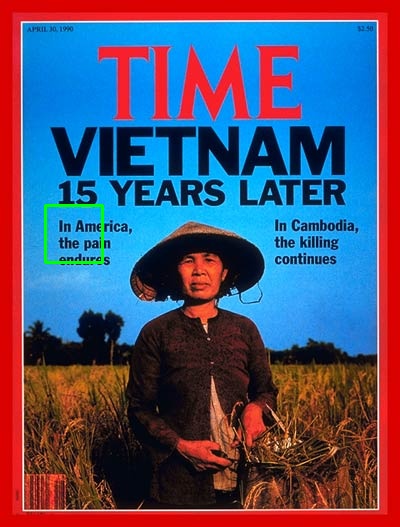 APRIL 30, 1990
$2.50
TIME
VIETNAM
15 YEARS LATER
In America,
the pain
endures
In Cambodia,
the killing
continues